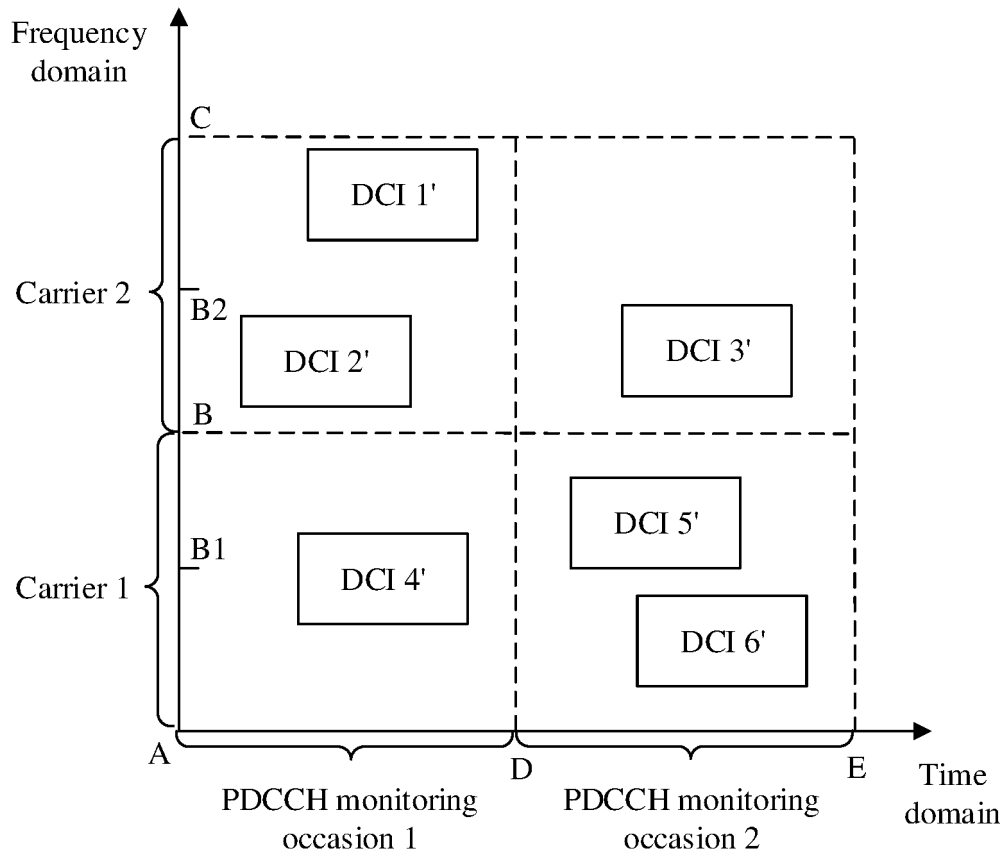 Frequency
domain
C
DCI 1'
Carrier 2
B2
DCI 2'
DCI 3'
B
DCI 5'
B1
Carrier 1
DCI 4'
DCI 6'
A
D
E
Time
domain
PDCCH monitoring
occasion 1
PDCCH monitoring
occasion 2